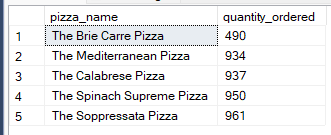 pizza_name quantity_ordered
1 The Brie Carre Pizza 490
2 The Mediterranean Pizza 934
3 The Calabrese Pizza 937
4 The Spinach Supreme Pizza 950
5 The Soppressata Pizza 961